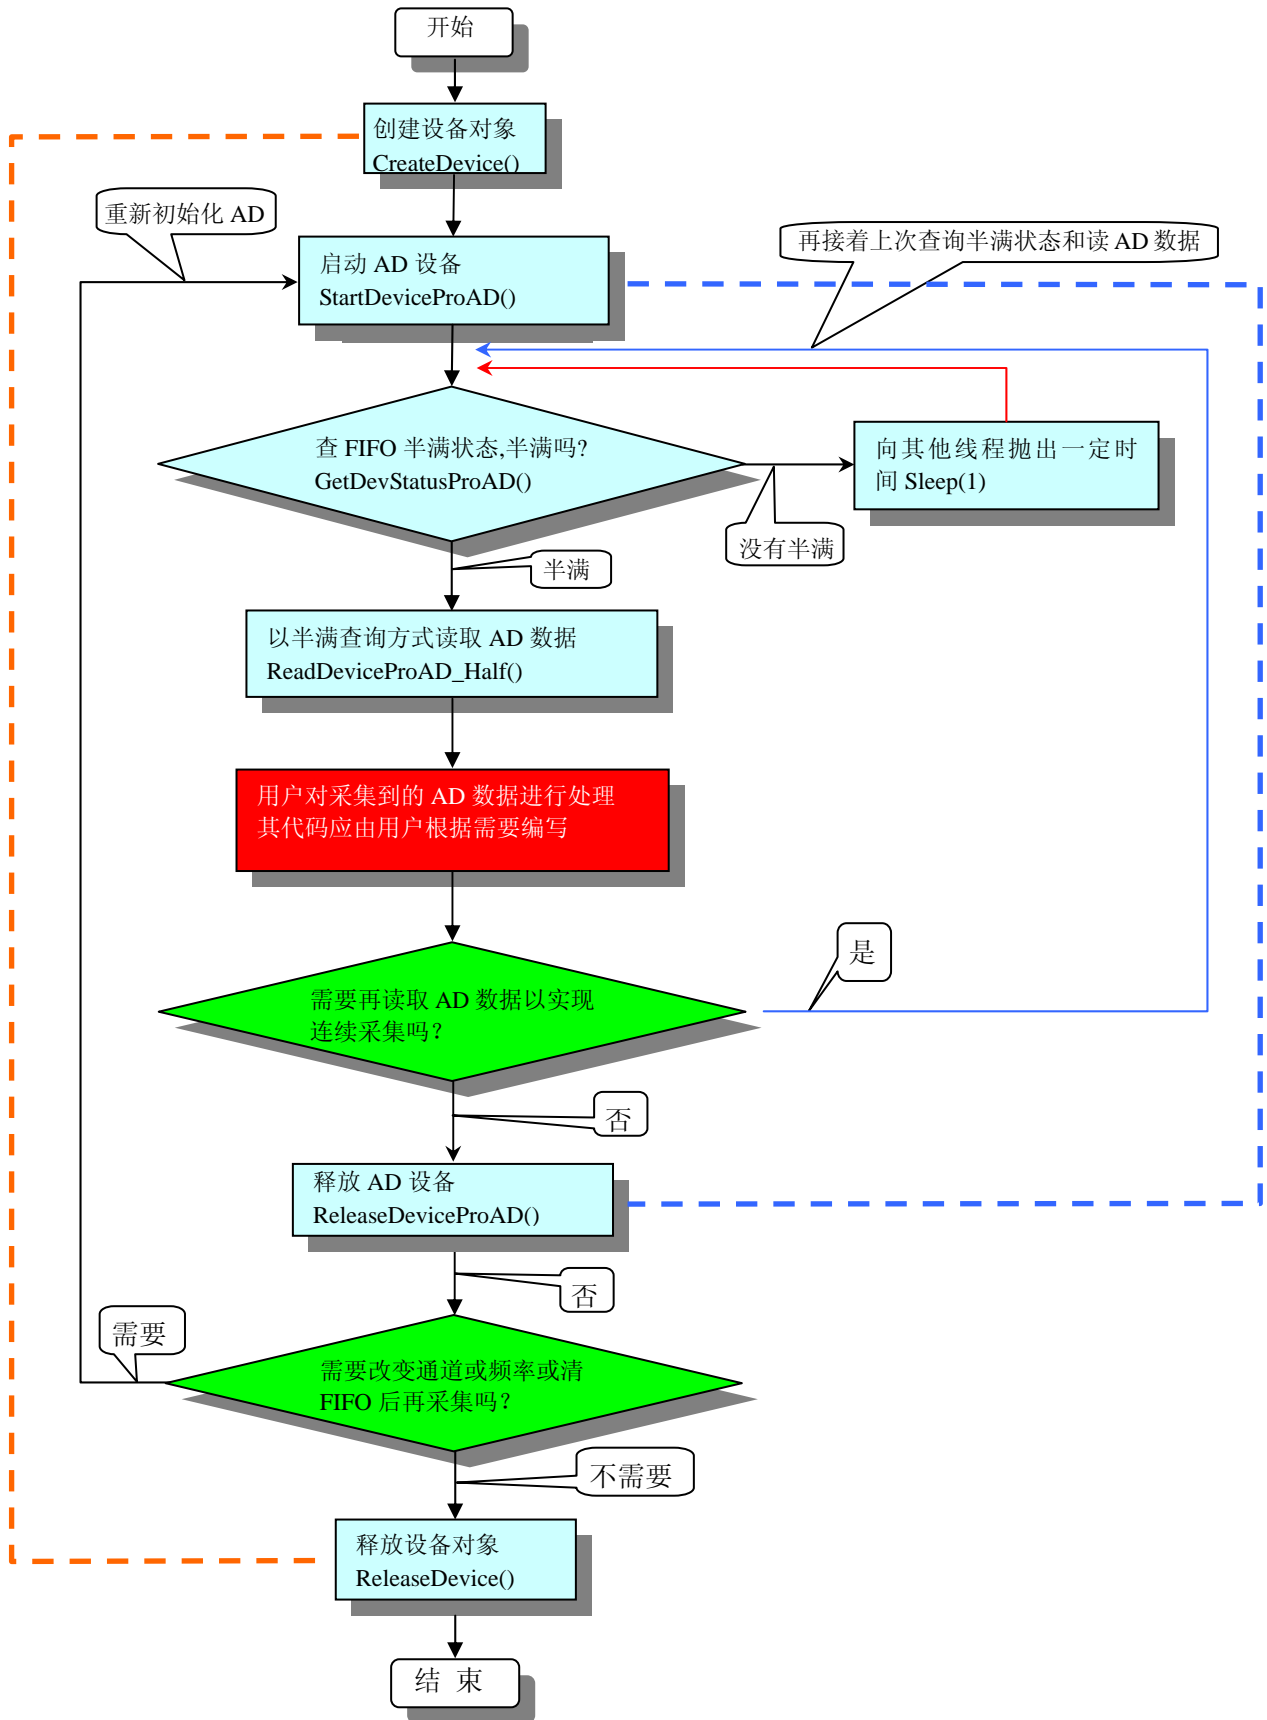 开始
创建设备对象
CreateDevice()
重新初始化 AD
再接着上次查询半满状态和读 AD 数据
启动 AD 设备
StartDeviceProAD()
查 FIFO 半满状态,半满吗?
GetDevStatusProAD()
向其他线程抛出一定时
间 Sleep(1)
没有半满
半满
以半满查询方式读取 AD 数据
ReadDeviceProAD_Half()
用户对采集到的 AD 数据进行处理
其代码应由用户根据需要编写
是
需要再读取 AD 数据以实现
连续采集吗？
否
释放 AD 设备
ReleaseDeviceProAD()
否
需要
需要改变通道或频率或清
FIFO 后再采集吗？
不需要
释放设备对象
ReleaseDevice()
结 束